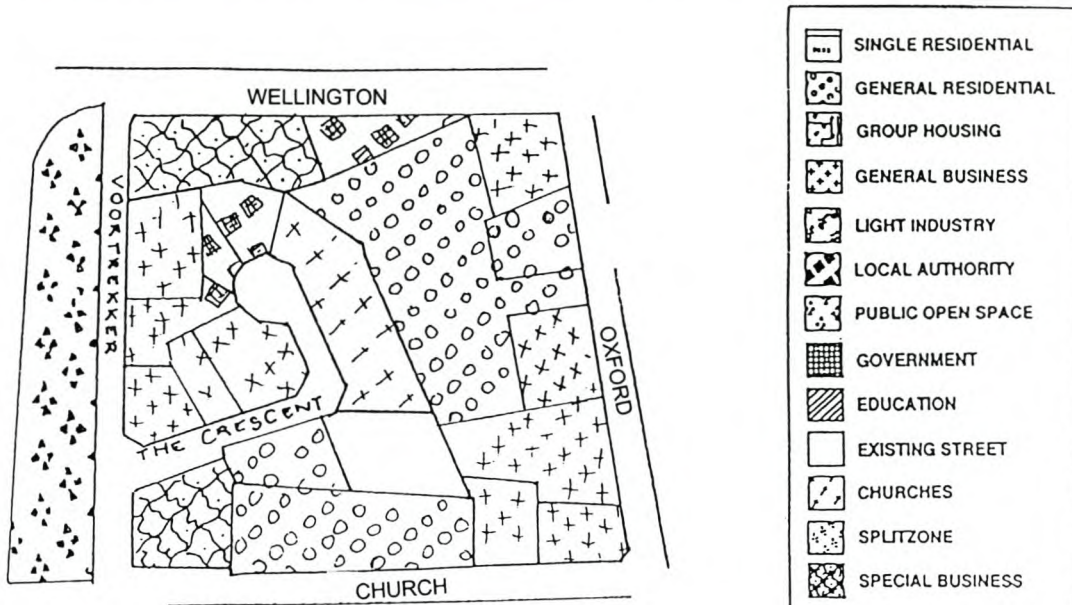 WELLINGTON
VOORTREKKER
OXFORD
THE CRESCENT
CHURCH
SINGLE RESIDENTIAL
GENERAL RESIDENTIAL
GROUP HOUSING
GENERAL BUSINESS
LIGHT INDUSTRY
LOCAL AUTHORITY
PUBLIC OPEN SPACE
GOVERNMENT
EDUCATION
EXISTING STREET
CHURCHES
SPLITZONE
SPECIAL BUSINESS